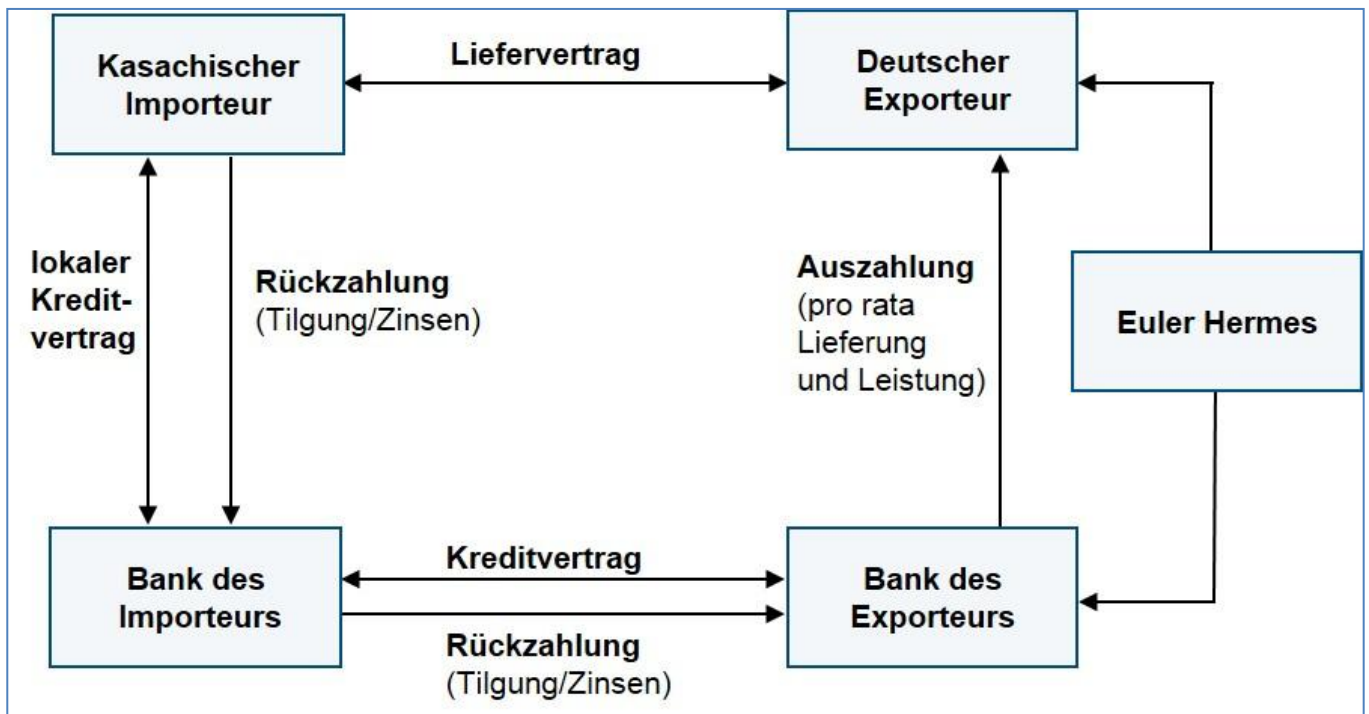 Kasachischer
Importeur
Liefervertrag
Deutscher
Exporteur
lokaler
Kredit-
vertrag
Rückzahlung
(Tilgung/Zinsen)
Auszahlung
(pro rata
Lieferung
und Leistung)
Euler Hermes
Bank des
Importeurs
Kreditvertrag
Rückzahlung
(Tilgung/Zinsen)
Bank des
Exporteurs